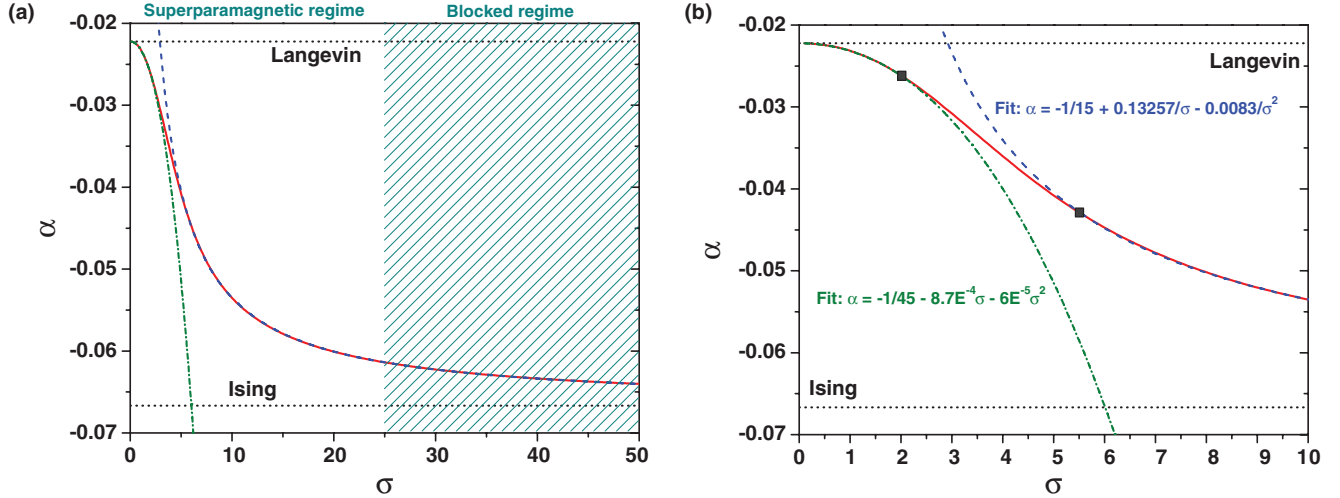 (a)
Superparamagnetic regime
Blocked regime
-0.02
-0.03
-0.04
-0.05
-0.06
-0.07
α
Langevin
Ising
0
10
20
30
40
50
σ
(b)
-0.02
-0.03
-0.04
-0.05
-0.06
-0.07
α
Langevin
Fit: α = -1/15 + 0.13257/σ - 0.0083/σ²
Fit: α = -1/45 - 8.7E⁻⁴σ - 6E⁻⁵σ²
Ising
0
1
2
3
4
5
6
7
8
9
10
σ